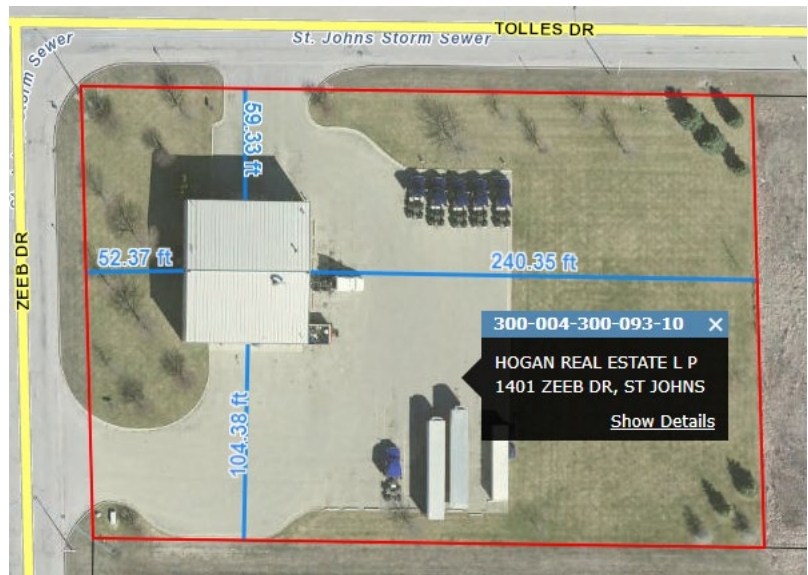 TOLLES DR
St. Johns Storm Sewer
Storm Sewer
59.33 ft
52.37 ft
240.35 ft
ZEEB DR
300-004-300-093-10 ×
HOGAN REAL ESTATE L P
1401 ZEEB DR, ST JOHNS
Show Details
104.38 ft